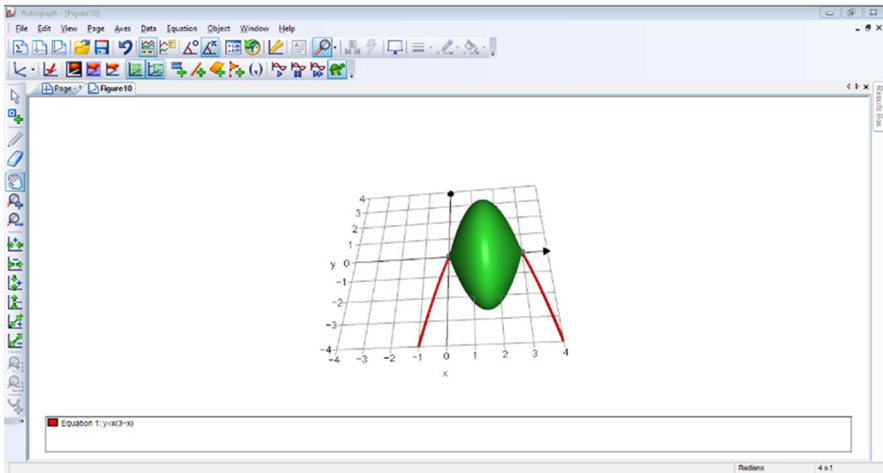 Autograph - [Figure10]
File Edit View Page Axes Data Equation Object Window Help
Page - 1 Figure10
Results Box
4
3
2
1
y 0
-1
-2
-3
-4
-4 -3 -2 -1 0 1 2 3 4
x
Equation 1: y=x(3-x)
Radians 4 s.f.